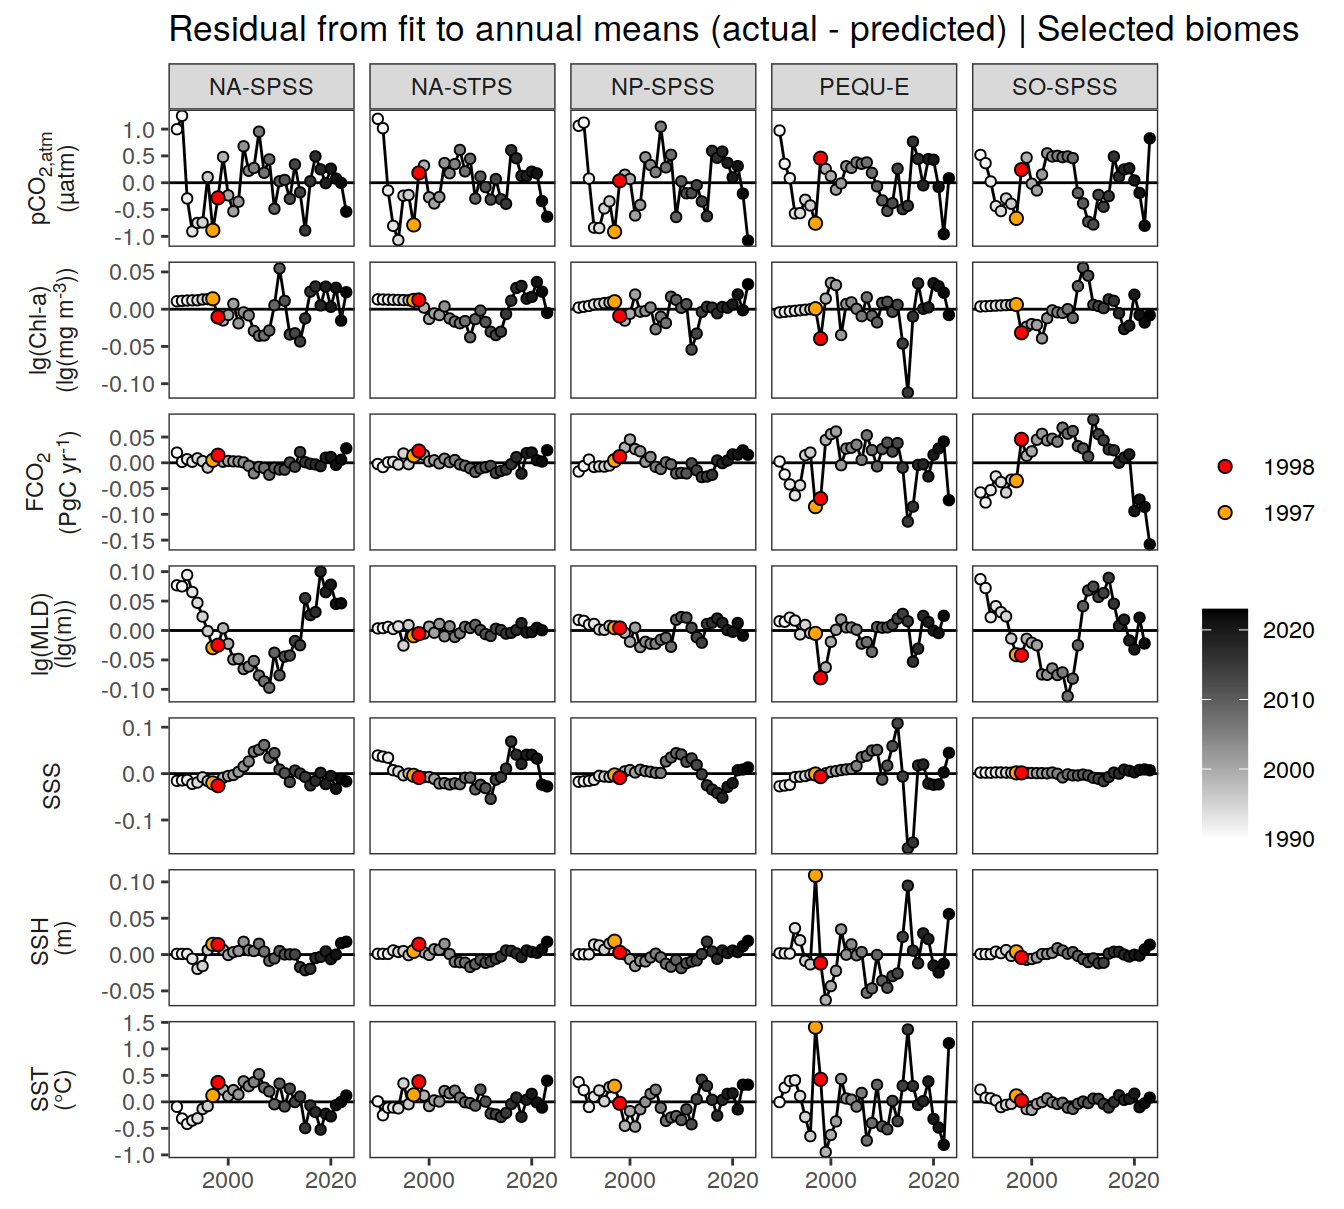 Residual from fit to annual means (actual - predicted) | Selected biomes
NA-SPSS NA-STPS NP-SPSS PEQU-E SO-SPSS
pCO2,atm
(µatm)
1.0
0.5
0.0
-0.5
-1.0
lg(Chl-a)
(lg(mg m-3))
0.05
0.00
-0.05
-0.10
FCO2
(PgC yr-1)
0.05
0.00
-0.05
-0.10
-0.15
lg(MLD)
(lg(m))
0.10
0.05
0.00
-0.05
-0.10
SSS
0.1
0.0
-0.1
SSH
(m)
0.10
0.05
0.00
-0.05
SST
(°C)
1.5
1.0
0.5
0.0
-0.5
-1.0
2000 2020 2000 2020 2000 2020 2000 2020 2000 2020
1998
1997
2020
2010
2000
1990